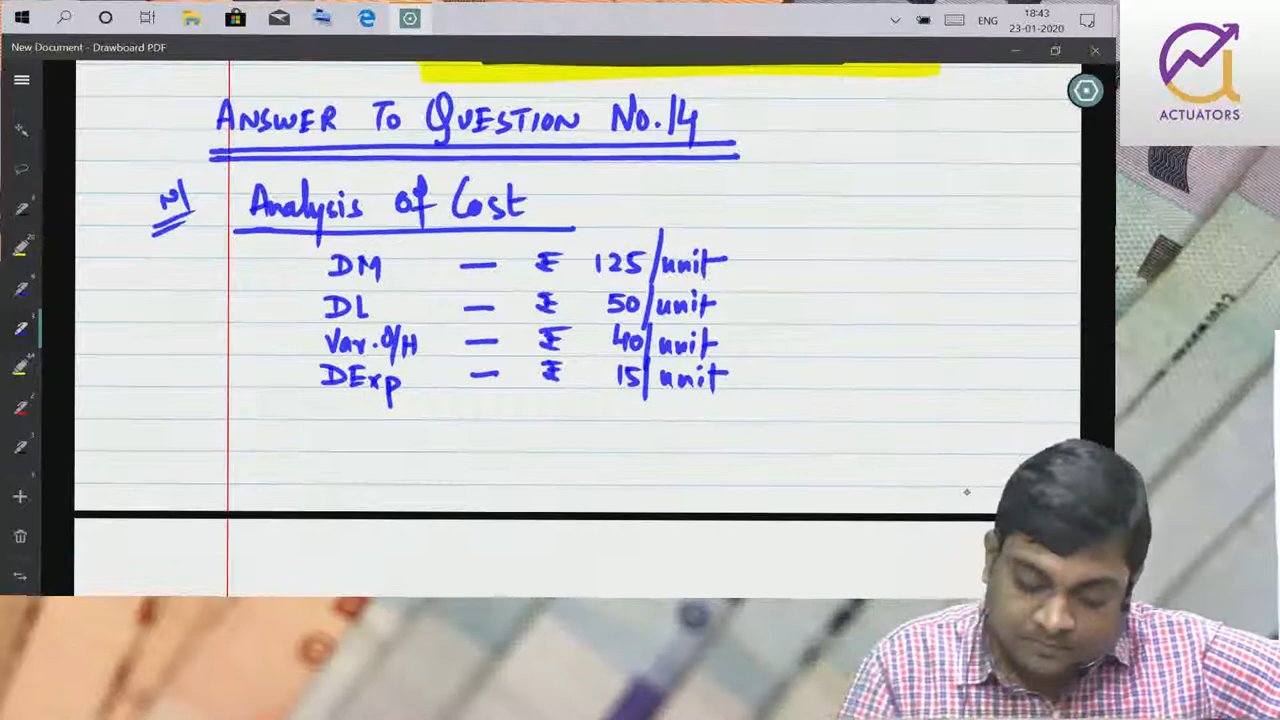 18:43
ENG
23-01-2020
New Document - Drawboard PDF
ACTUATORS
ANSWER TO QUESTION No.14
N/
Analysis of Cost
DM — ₹ 125/unit
DL — ₹ 50/unit
Var. O/H — ₹ 40/unit
DExp — ₹ 15/unit